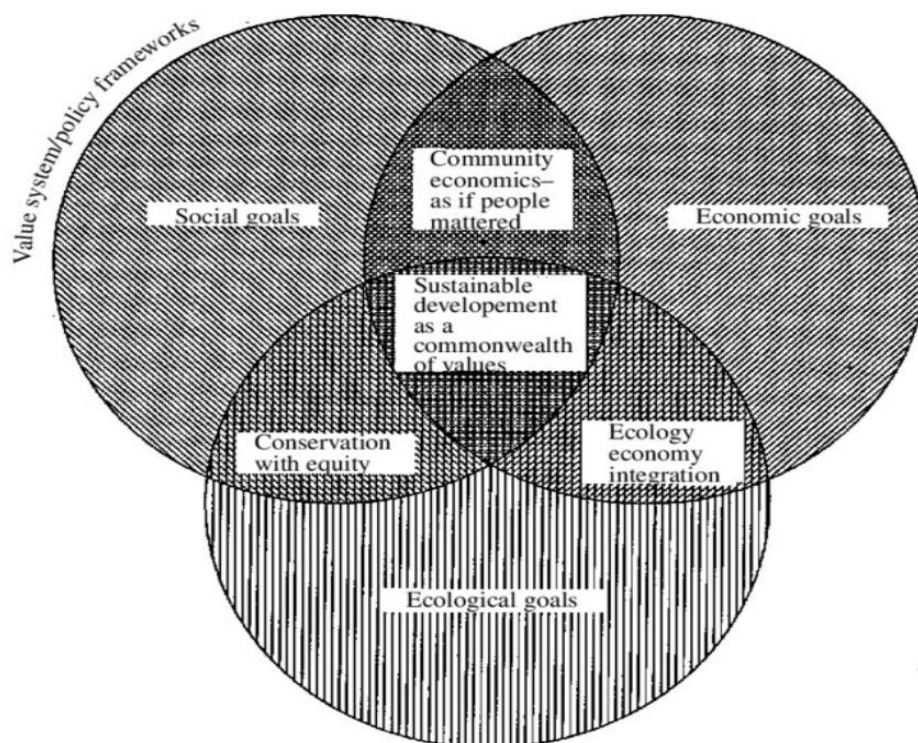 Value system/policy frameworks
Community
economics–
as if people
mattered
Social goals
Economic goals
Sustainable
developement
as a
commonwealth
of values
Conservation
with equity
Ecology
economy
integration
Ecological goals